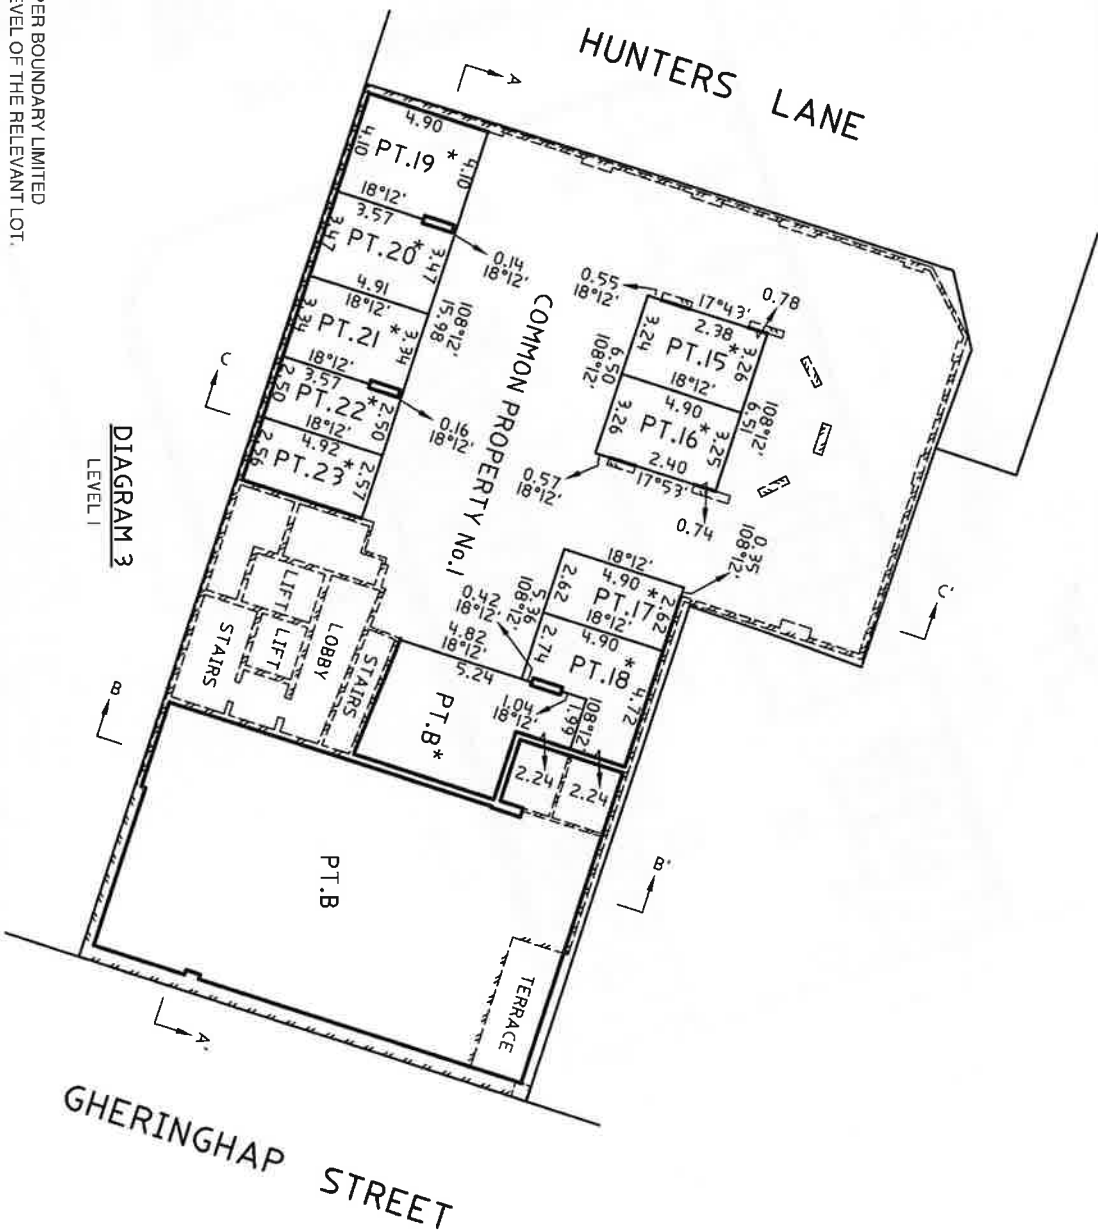 HUNTERS LANE
PER BOUNDARY LIMITED
EVEL OF THE RELEVANT LOT.
A
4.90
4.10
PT.19 *
4.10
18°12'
3.57
3.47
PT.20*
3.47
0.14
18°12'
4.91
18°12'
3.34
PT.21 *
3.34
108°12'
15.98
18°12'
3.57
2.50
PT.22*
2.50
0.16
18°12'
18°12'
4.92
2.56
PT.23*
2.57
C
COMMON PROPERTY No.1
0.55
18°12'
17°43'
0.78
2.38
3.24
PT.15*
3.26
18°12'
6.50
108°12'
4.90
108°12'
6.51
3.26
PT.16*
3.25
2.40
17°53'
0.57
18°12'
0.74
0.35
108°12'
C'
18°12'
4.90
2.62
PT.17*
2.62
18°12'
5.36
108°12'
4.90
2.74
PT.18*
4.72
0.42
18°12'
4.82
18°12'
5.24
1.04
18°12'
1.99
108°12'
2.24
2.24
PT.B*
LIFT
LIFT
LOBBY
STAIRS
STAIRS
B
B'
PT.B
TERRACE
A'
DIAGRAM 3
LEVEL 1
GHERINGHAP STREET